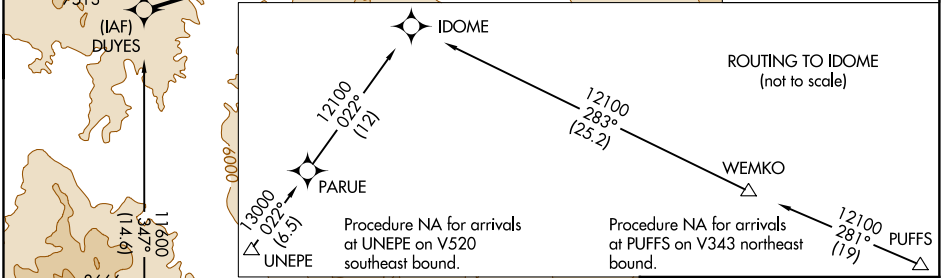 (IAF)
DUYES
11600
347°
(14.6)
6000
IDOME
ROUTING TO IDOME
(not to scale)
12100
022°
(12)
12100
283°
(25.2)
WEMKO
PARUE
13000
022°
(6.5)
UNEPE
Procedure NA for arrivals
at UNEPE on V520
southeast bound.
Procedure NA for arrivals
at PUFFS on V343 northeast
bound.
12100
281°
(19)
PUFFS